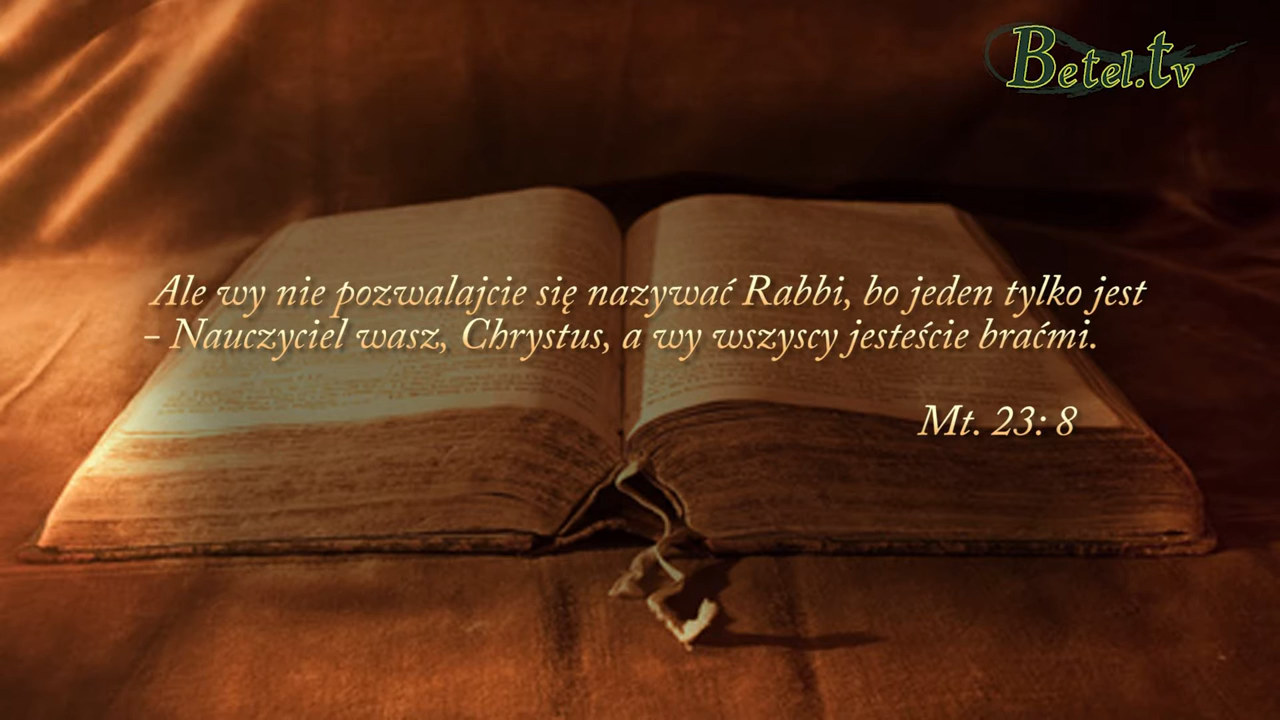 Betel.tv
Ale wy nie pozwalajcie się nazywać Rabbi, bo jeden tylko jest
- Nauczyciel wasz, Chrystus, a wy wszyscy jesteście braćmi.
Mt. 23: 8